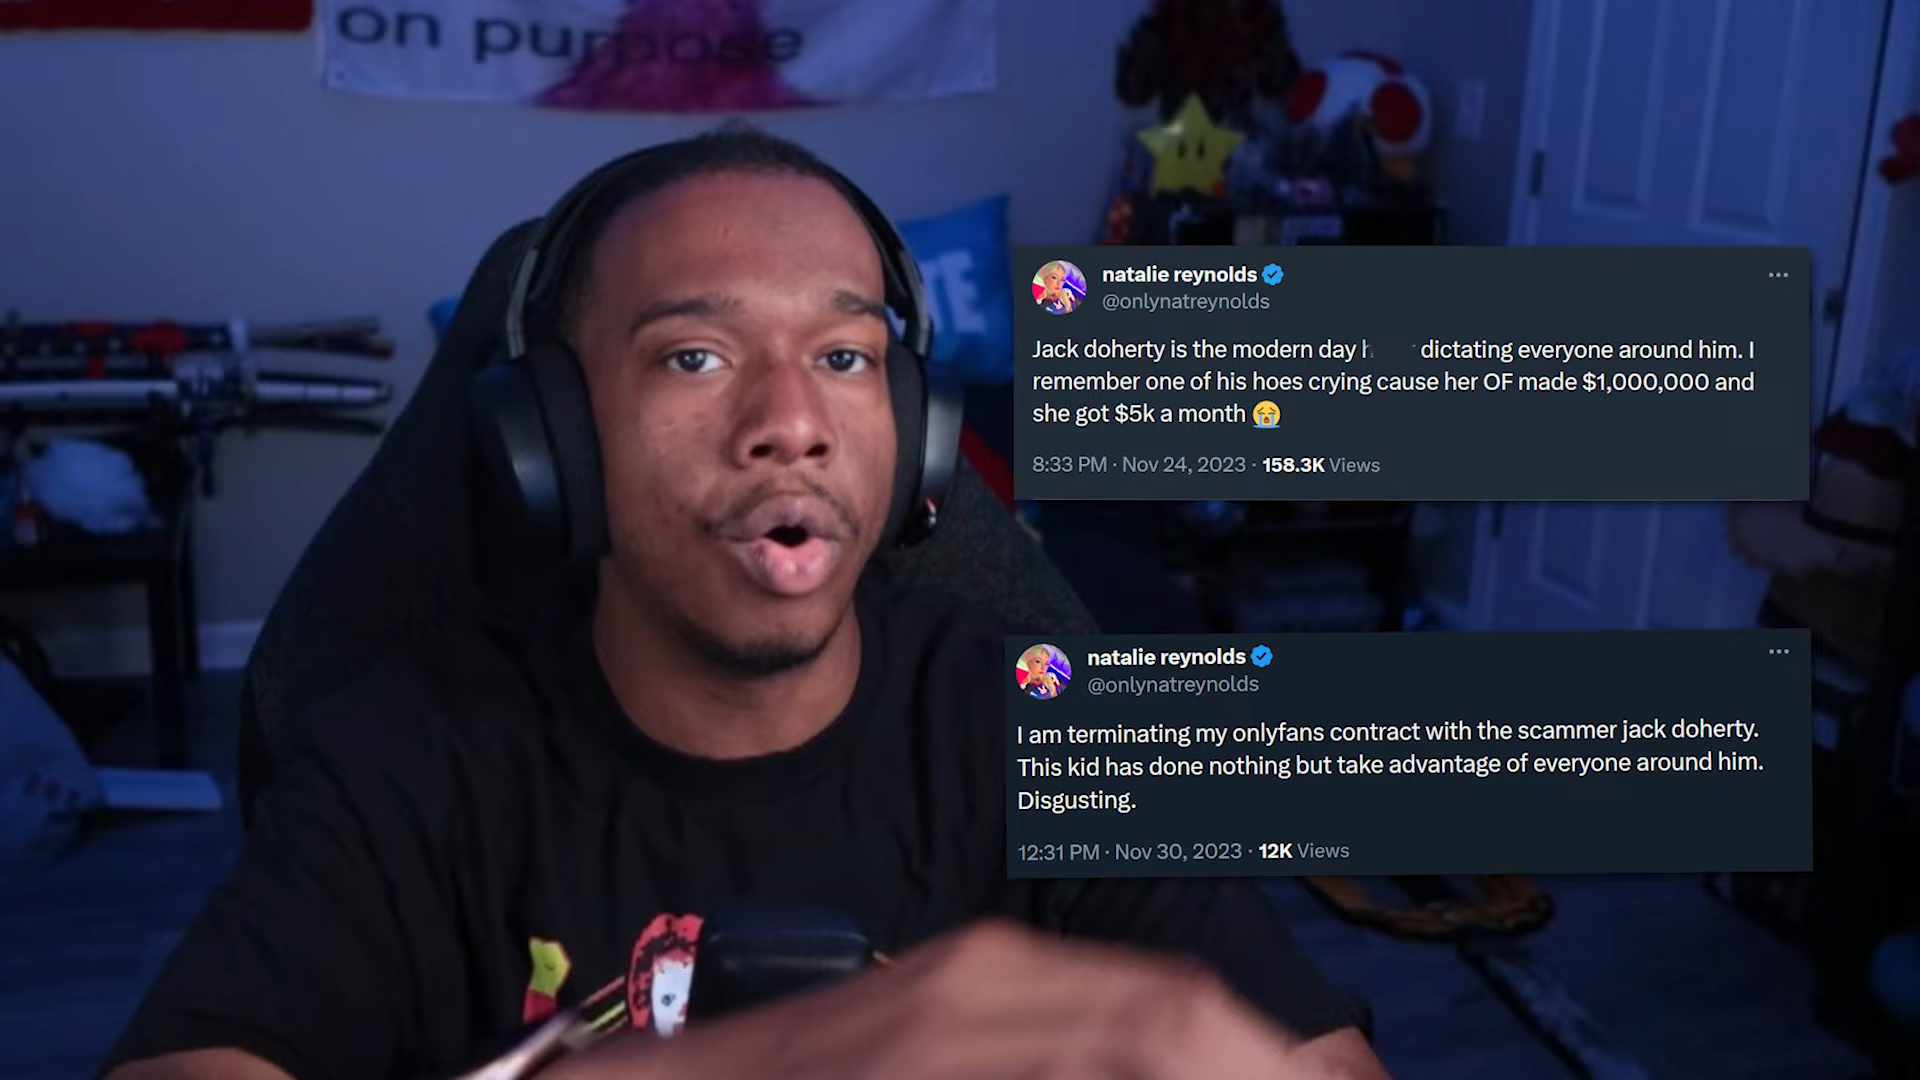 on purpose
natalie reynolds
@onlynatreynolds
Jack doherty is the modern day h dictating everyone around him. I
remember one of his hoes crying cause her OF made $1,000,000 and
she got $5k a month 😭
8:33 PM · Nov 24, 2023 · 158.3K Views
natalie reynolds
@onlynatreynolds
I am terminating my onlyfans contract with the scammer jack doherty.
This kid has done nothing but take advantage of everyone around him.
Disgusting.
12:31 PM · Nov 30, 2023 · 12K Views